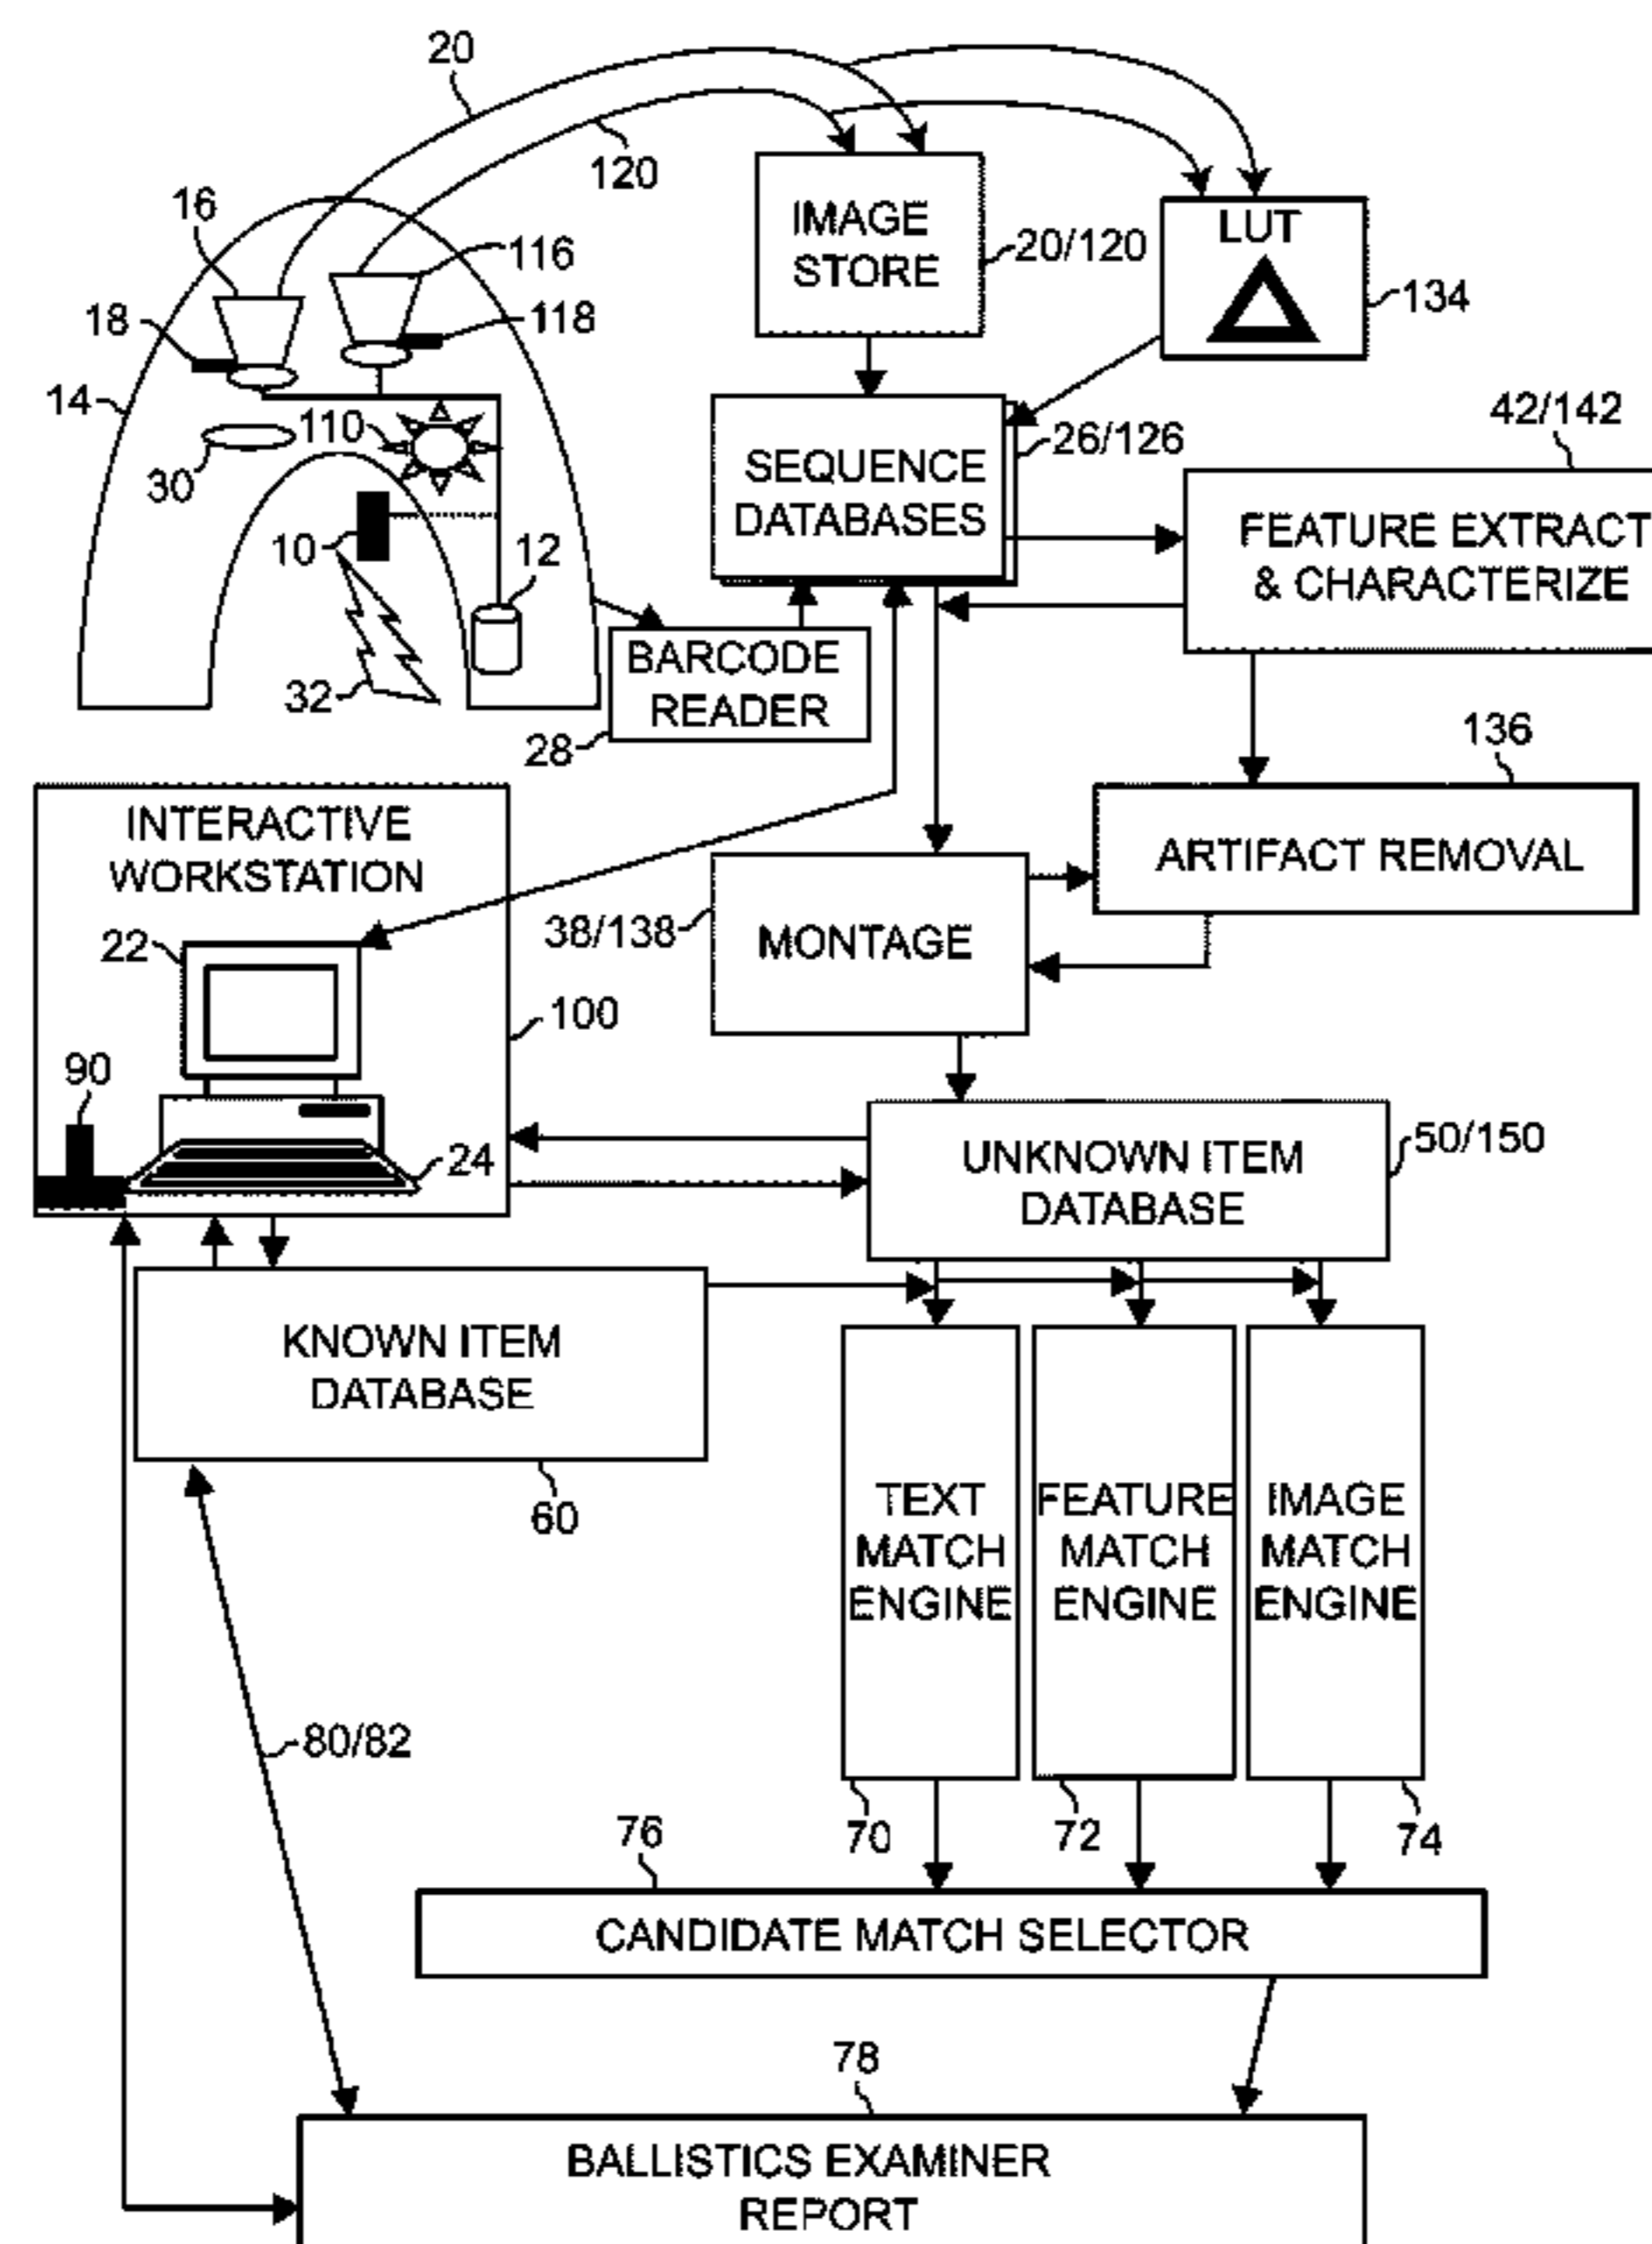 20
120
16
116
18
118
14
110
30
10
12
32
IMAGE
STORE
20/120
LUT
134
SEQUENCE
DATABASES
26/126
42/142
FEATURE EXTRACT
& CHARACTERIZE
BARCODE
READER
28
136
ARTIFACT REMOVAL
INTERACTIVE
WORKSTATION
22
38/138
MONTAGE
100
90
24
UNKNOWN ITEM
DATABASE
50/150
KNOWN ITEM
DATABASE
60
TEXT
MATCH
ENGINE
FEATURE
MATCH
ENGINE
IMAGE
MATCH
ENGINE
80/82
70
72
74
76
CANDIDATE MATCH SELECTOR
78
BALLISTICS EXAMINER
REPORT